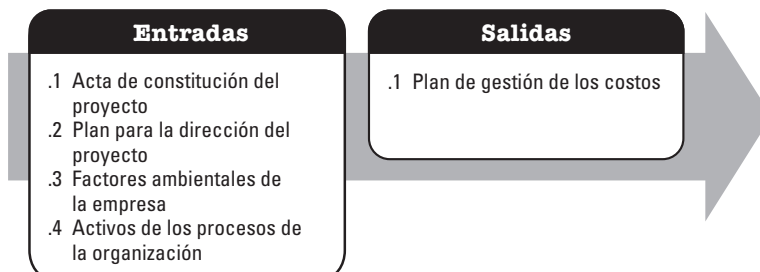 Entradas
.1 Acta de constitución del
proyecto
.2 Plan para la dirección del
proyecto
.3 Factores ambientales de
la empresa
.4 Activos de los procesos de
la organización
Salidas
.1 Plan de gestión de los costos